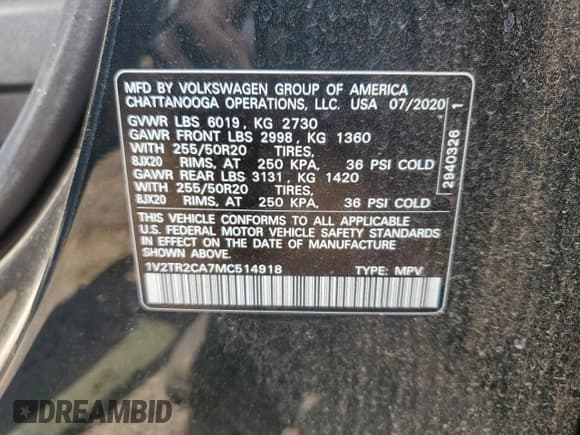 MFD BY VOLKSWAGEN GROUP OF AMERICA
CHATTANOOGA OPERATIONS, LLC. USA 07/2020
GVWR LBS 6019, KG 2730
GAWR FRONT LBS 2998, KG 1360
WITH 255/50R20 TIRES,
8JX20 RIMS, AT 250 KPA, 36 PSI COLD
GAWR REAR LBS 3131, KG 1420
WITH 255/50R20 TIRES,
8JX20 RIMS, AT 250 KPA, 36 PSI COLD
THIS VEHICLE CONFORMS TO ALL APPLICABLE
U.S. FEDERAL MOTOR VEHICLE SAFETY STANDARDS
IN EFFECT ON THE DATE OF MANUFACTURE
SHOWN ABOVE.
1V2TR2CA7MC514918 TYPE: MPV
2940326 1
DREAMBID